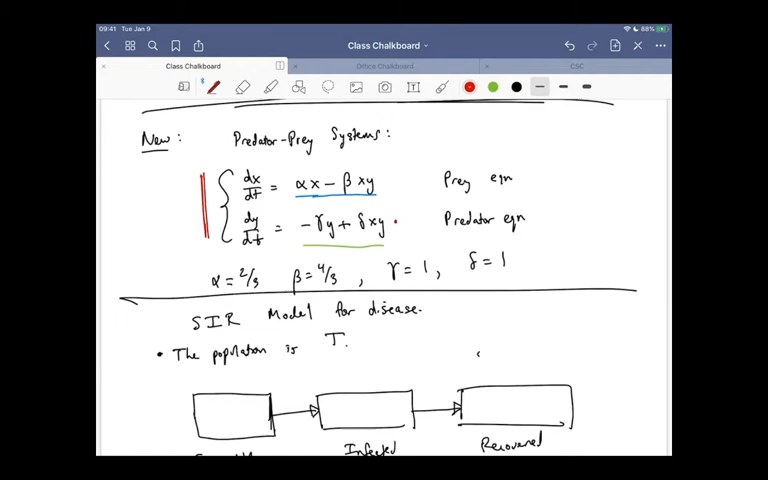 09:41 Tue Jan 9
88%
Class Chalkboard
Class Chalkboard
Office Chalkboard
CSC
New: Predator-Prey Systems:
dx/dt = αx - βxy Prey eqn
dy/dt = -γy + δxy Predator eqn
α = 2/3 β = 4/3, γ = 1, δ = 1
SIR Model for disease.
• The population is T.
Infected Recovered